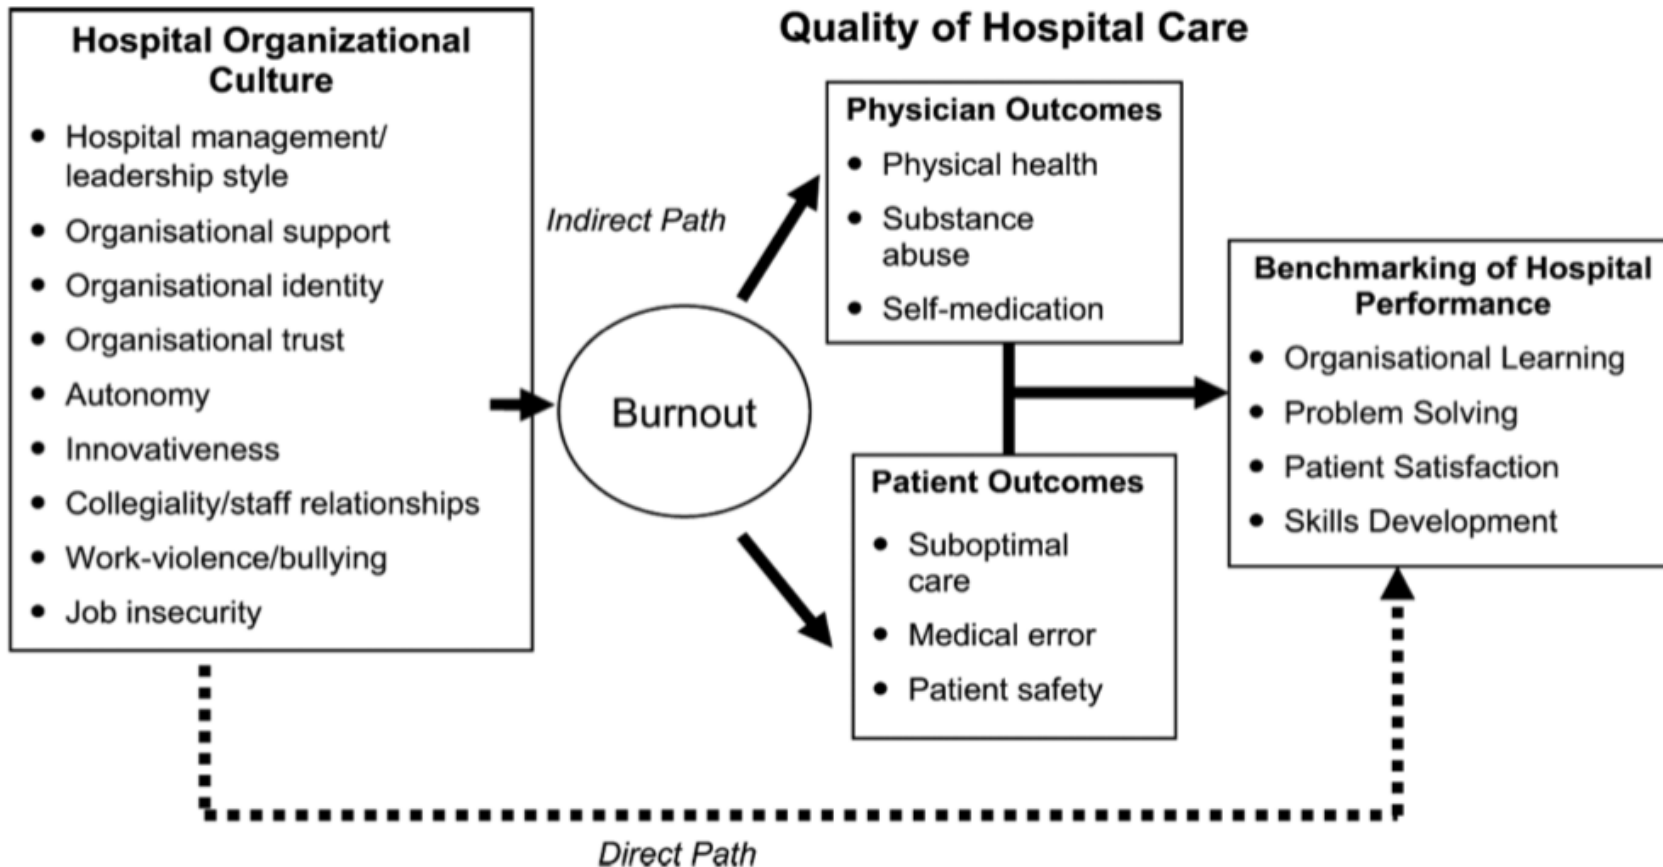 Hospital Organizational
Culture
• Hospital management/
leadership style
• Organisational support
• Organisational identity
• Organisational trust
• Autonomy
• Innovativeness
• Collegiality/staff relationships
• Work-violence/bullying
• Job insecurity
Indirect Path
Burnout
Quality of Hospital Care
Physician Outcomes
• Physical health
• Substance
abuse
• Self-medication
Patient Outcomes
• Suboptimal
care
• Medical error
• Patient safety
Benchmarking of Hospital
Performance
• Organisational Learning
• Problem Solving
• Patient Satisfaction
• Skills Development
Direct Path